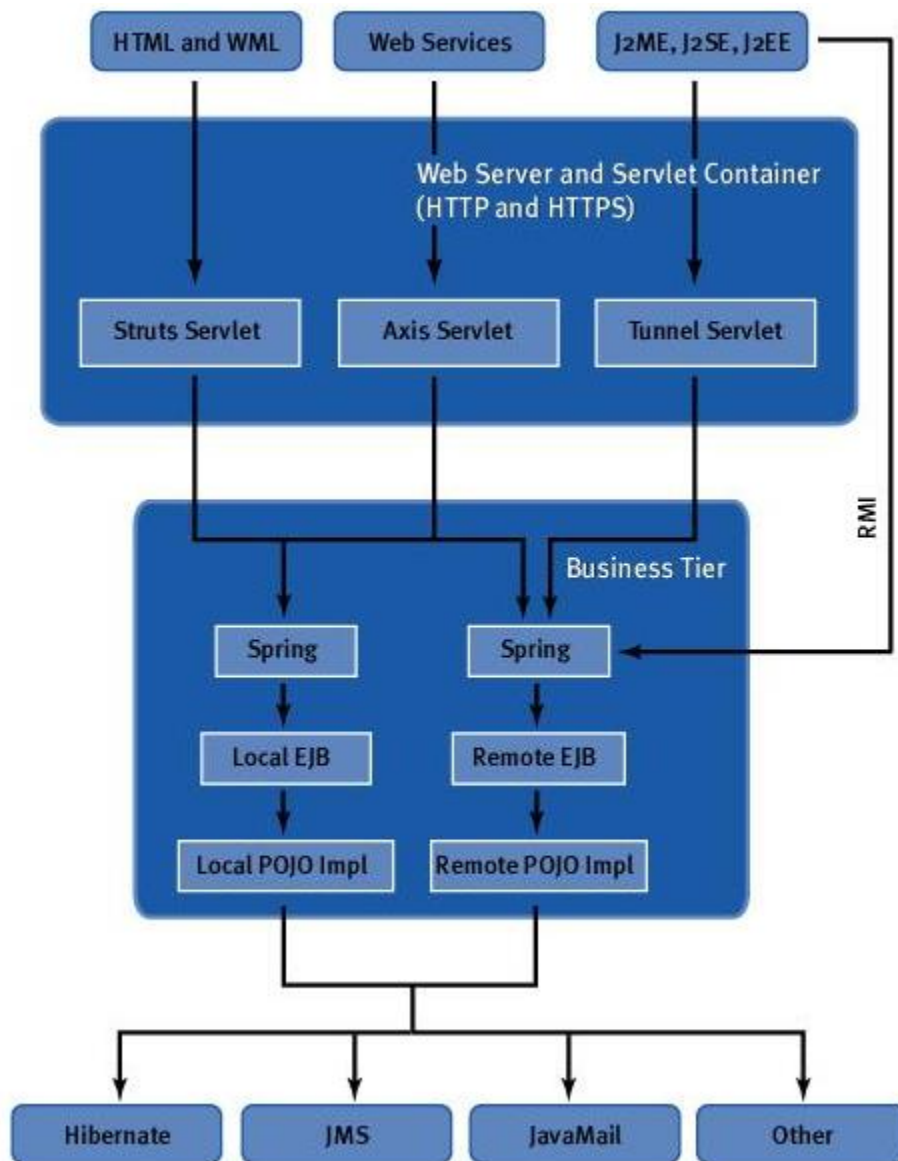 HTML and WML
Web Services
J2ME, J2SE, J2EE
Web Server and Servlet Container
(HTTP and HTTPS)
Struts Servlet
Axis Servlet
Tunnel Servlet
RMI
Business Tier
Spring
Spring
Local EJB
Remote EJB
Local POJO Impl
Remote POJO Impl
Hibernate
JMS
JavaMail
Other